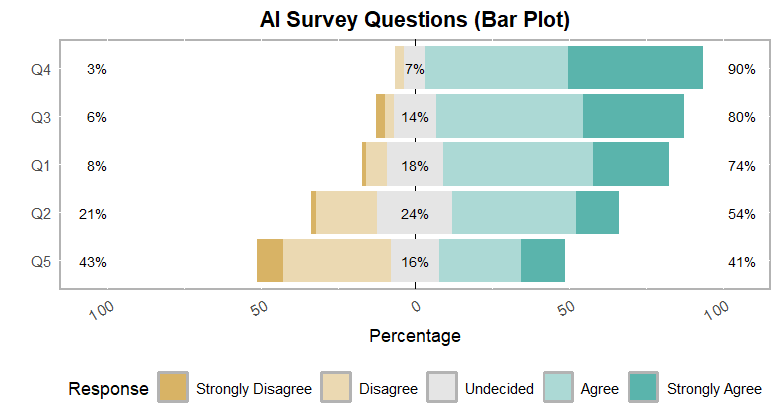 AI Survey Questions (Bar Plot)
Q4 3% 7% 90%
Q3 6% 14% 80%
Q1 8% 18% 74%
Q2 21% 24% 54%
Q5 43% 16% 41%
100 50 0 50 100
Percentage
Response Strongly Disagree Disagree Undecided Agree Strongly Agree